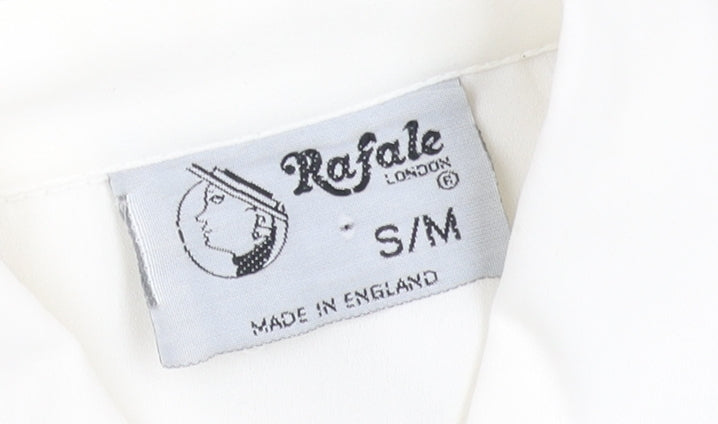 Rafale
LONDON
®
S/M
MADE IN ENGLAND